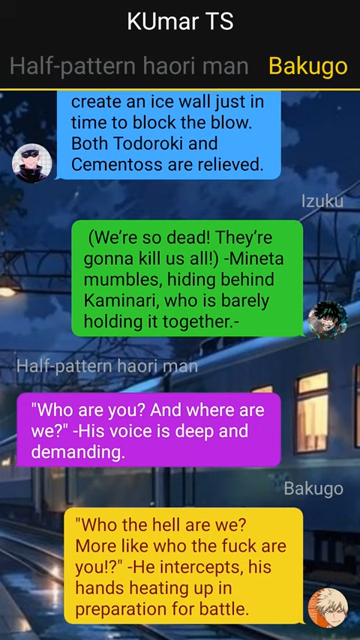 KUmar TS
Half-pattern haori man Bakugo
create an ice wall just in
time to block the blow.
Both Todoroki and
Cementoss are relieved.
Izuku
(We're so dead! They're
gonna kill us all!) -Mineta
mumbles, hiding behind
Kaminari, who is barely
holding it together.-
Half-pattern haori man
"Who are you? And where are
we?" -His voice is deep and
demanding.
Bakugo
"Who the hell are we?
More like who the fuck are
you!?" -He intercepts, his
hands heating up in
preparation for battle.